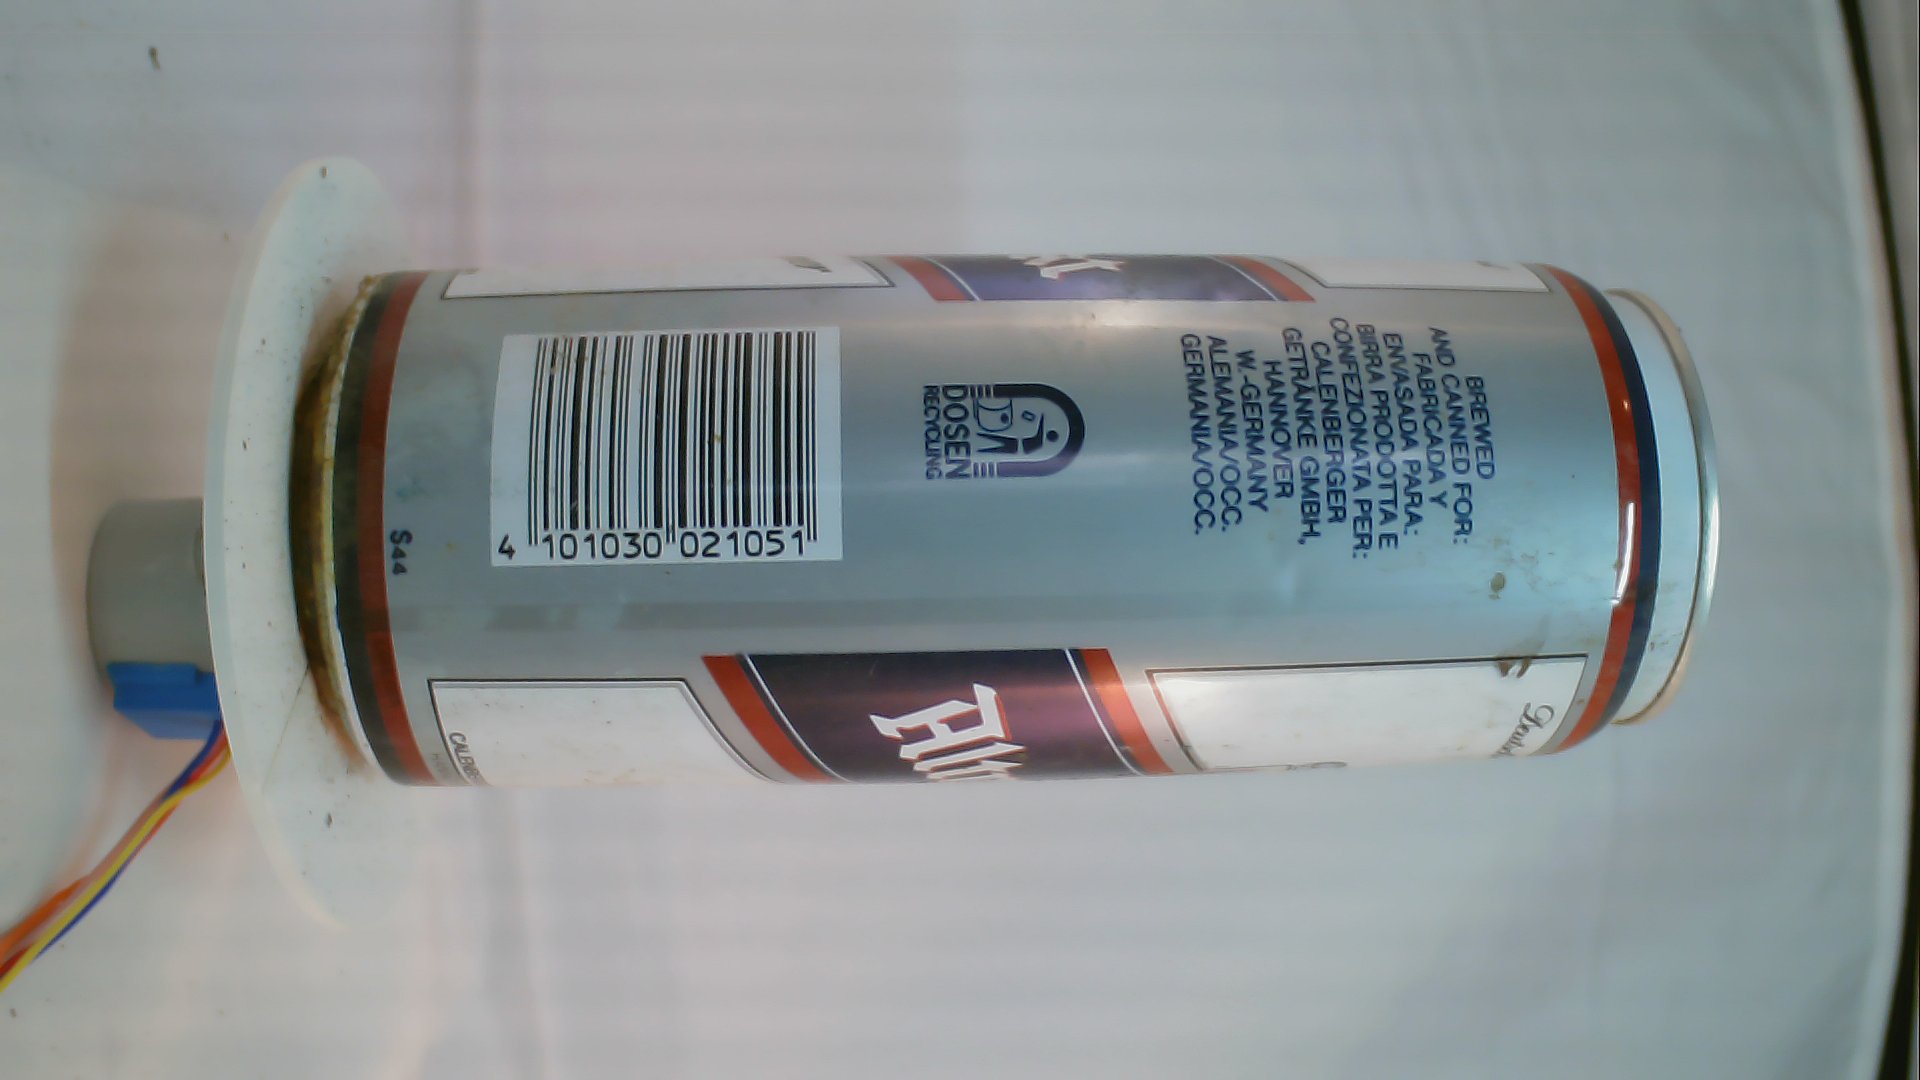 BREWED
AND CANNED FOR:
FABRICADA Y
ENVASADA PARA:
BIRRA PRODOTTA E
CONFEZIONATA PER:
CALENBERGER
GETRÄNKE GMBH,
HANNOVER
W.-GERMANY
ALEMANIA/OCC.
GERMANIA/OCC.
DOSEN
RECYCLING
4 101030 021051
S44